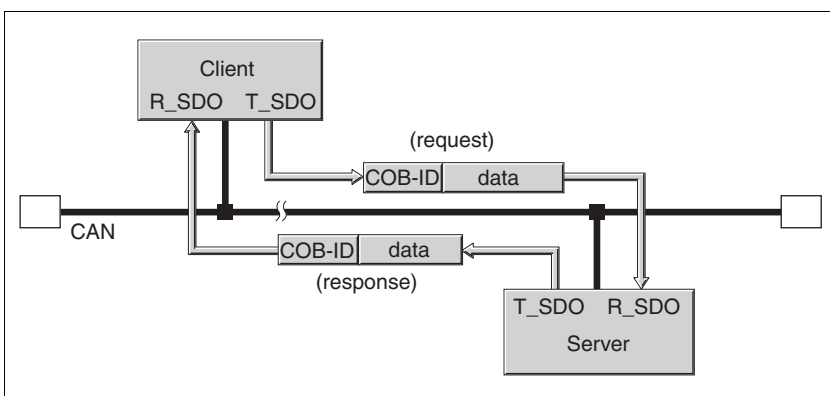 Client
R_SDO T_SDO
(request)
COB-ID data
CAN
COB-ID data
(response)
T_SDO R_SDO
Server